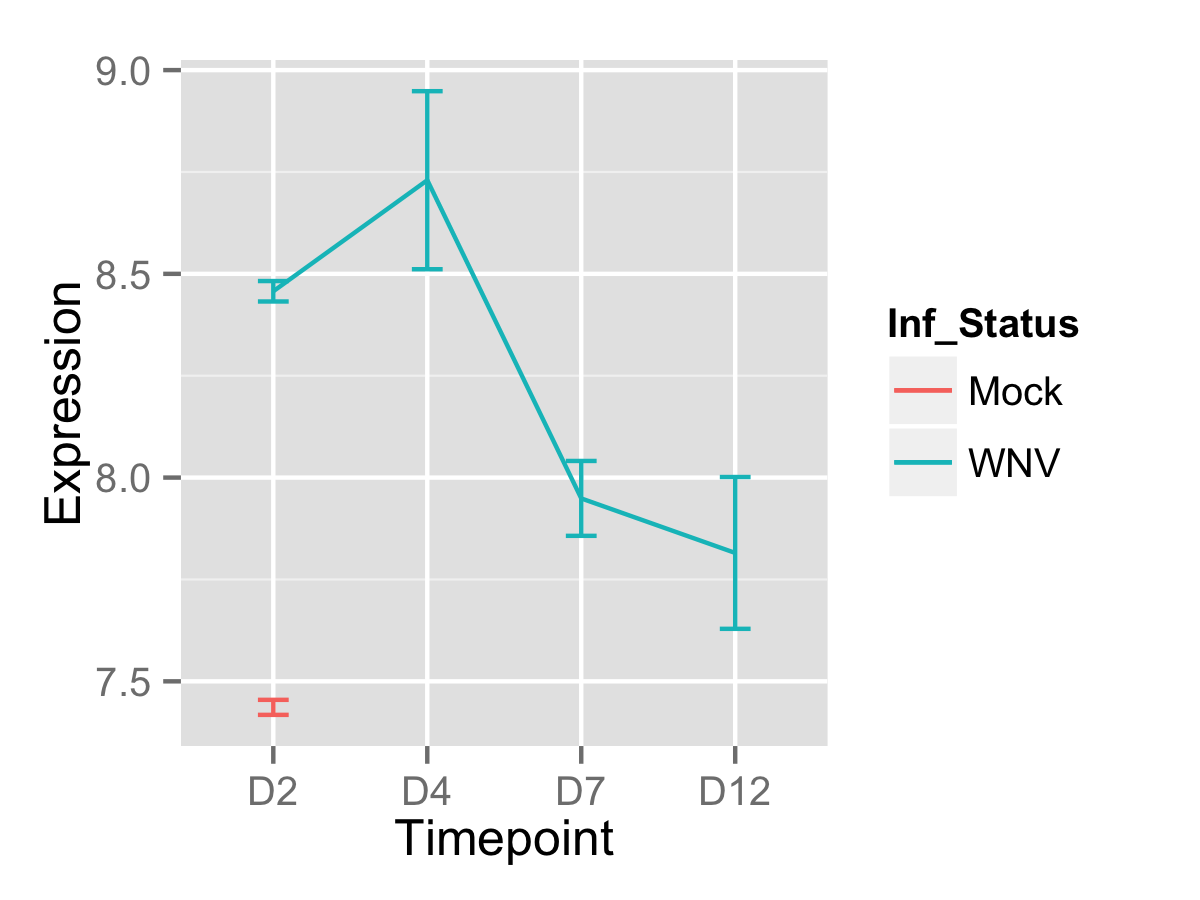 9.0
8.5
8.0
7.5
Expression
D2 D4 D7 D12
Timepoint
Inf_Status
Mock
WNV